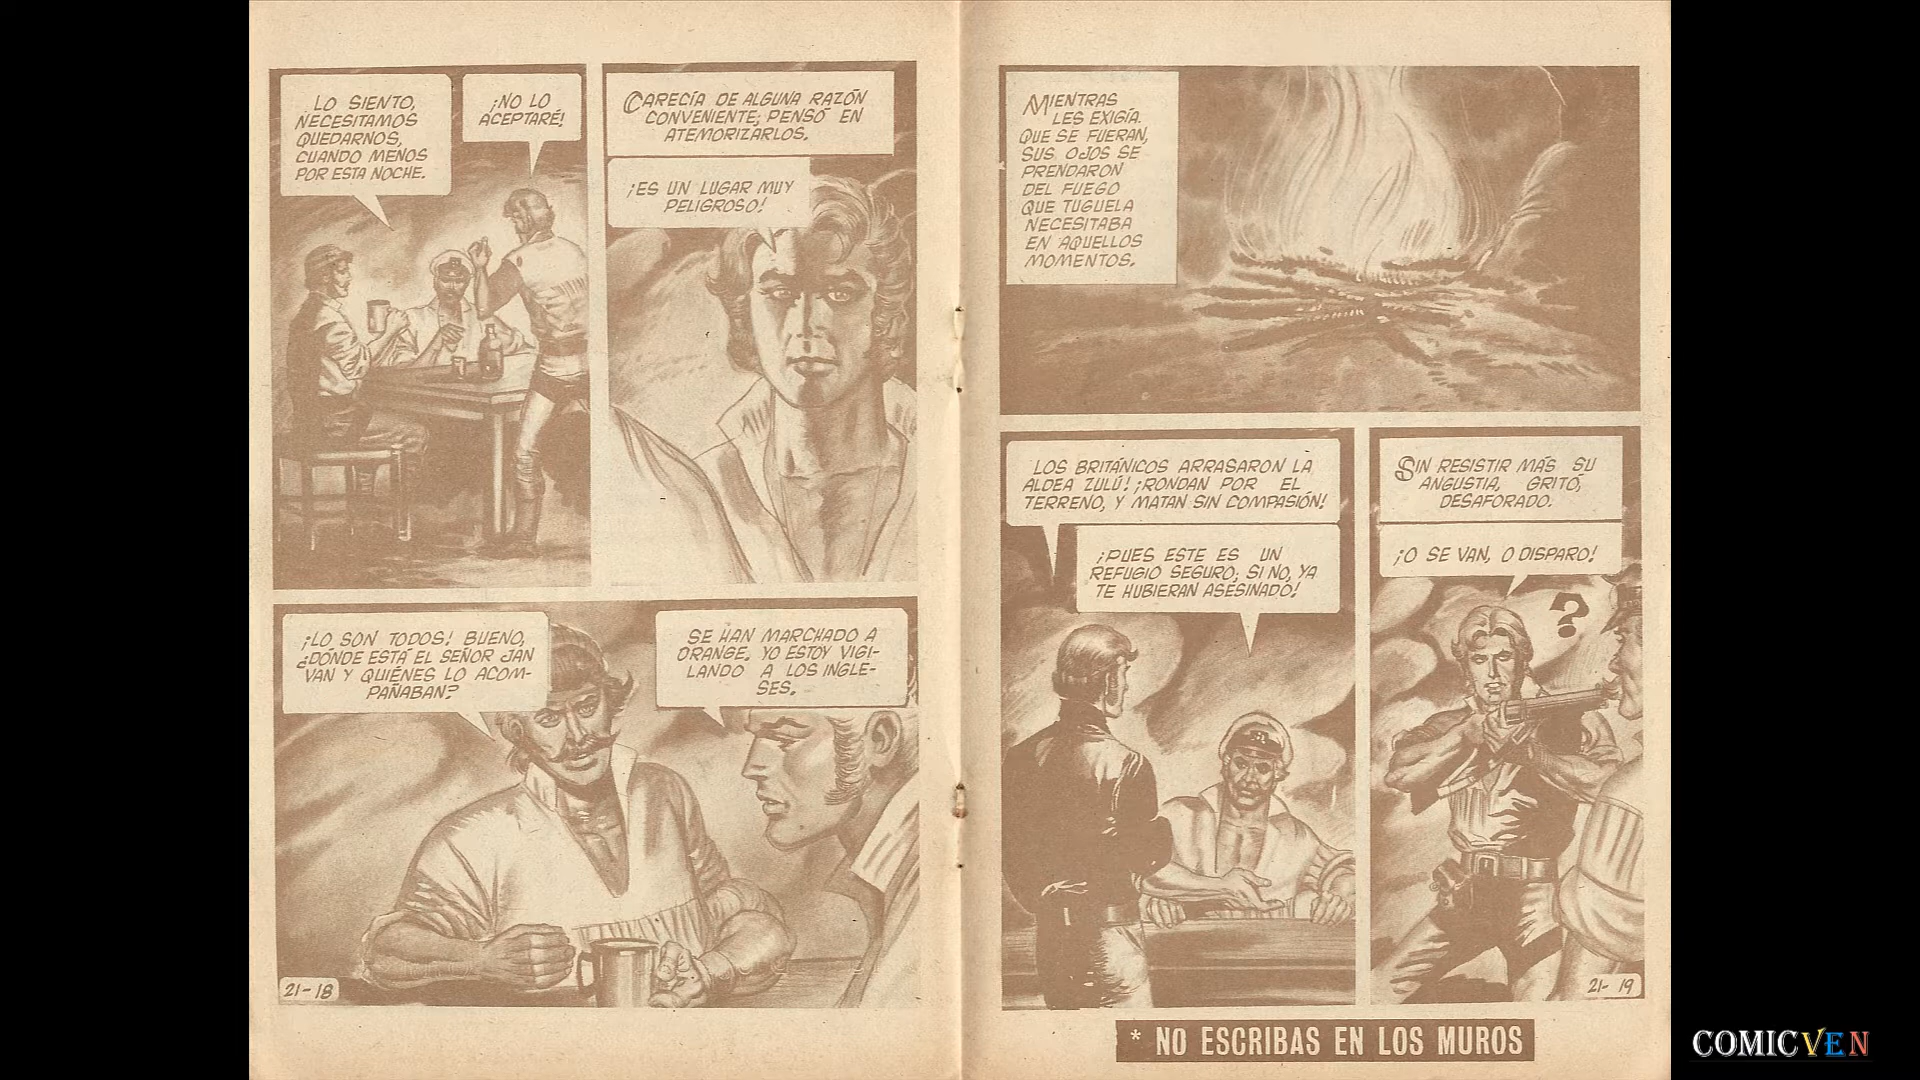 LO SIENTO,
NECESITAMOS
QUEDARNOS,
CUANDO MENOS
POR ESTA NOCHE.
¡NO LO
ACEPTARÉ!
CARECÍA DE ALGUNA RAZÓN
CONVENIENTE; PENSÓ EN
ATEMORIZARLOS.
¡ES UN LUGAR MUY
PELIGROSO!
¡LO SON TODOS! BUENO,
¿DÓNDE ESTÁ EL SEÑOR JAN
VAN Y QUIÉNES LO ACOM-
PAÑABAN?
SE HAN MARCHADO A
ORANGE. YO ESTOY VIGI-
LANDO A LOS INGLE-
SES.
21-18
MIENTRAS
LES EXIGÍA.
QUE SE FUERAN,
SUS OJOS SE
PRENDARON
DEL FUEGO
QUE TUGUELA
NECESITABA
EN AQUELLOS
MOMENTOS.
LOS BRITÁNICOS ARRASARON LA
ALDEA ZULÚ! ¡RONDAN POR EL
TERRENO, Y MATAN SIN COMPASIÓN!
¡PUES ESTE ES UN
REFUGIO SEGURO; SI NO, YA
TE HUBIERAN ASESINADO!
SIN RESISTIR MÁS SU
ANGUSTIA, GRITÓ,
DESAFORADO.
¡O SE VAN, O DISPARO!
?
21-19
* NO ESCRIBAS EN LOS MUROS
COMICVEN